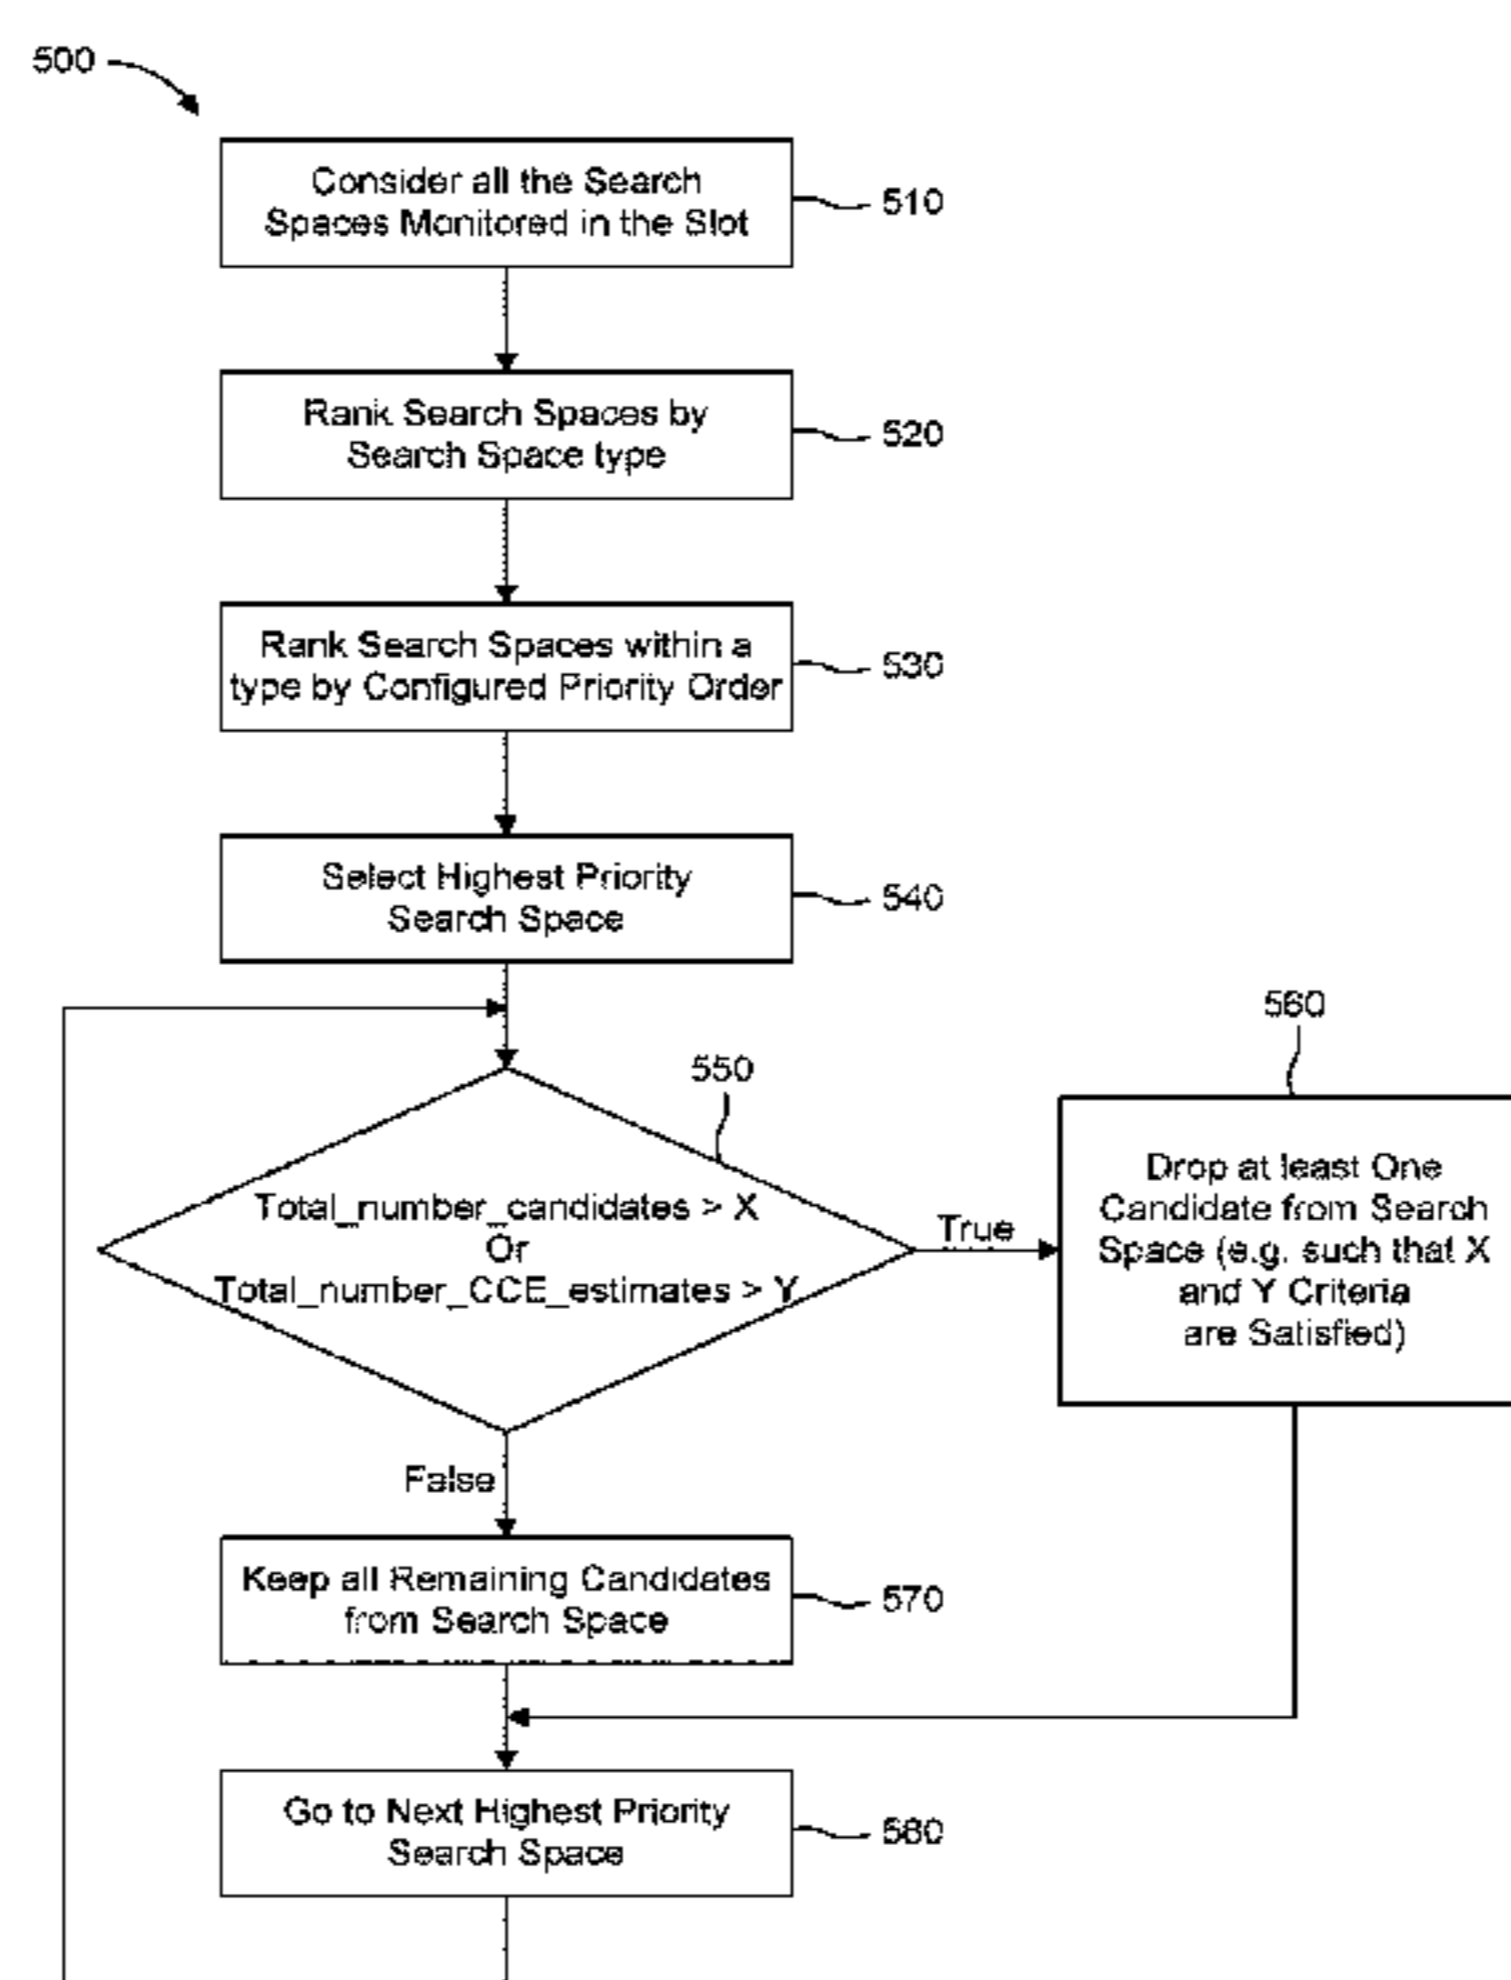 500
Consider all the Search
Spaces Monitored in the Slot
510
Rank Search Spaces by
Search Space type
520
Rank Search Spaces within a
type by Configured Priority Order
530
Select Highest Priority
Search Space
540
550
Total_number_candidates > X
Or
Total_number_CCE_estimates > Y
True
560
Drop at least One
Candidate from Search
Space (e.g. such that X
and Y Criteria
are Satisfied)
False
Keep all Remaining Candidates
from Search Space
570
Go to Next Highest Priority
Search Space
580